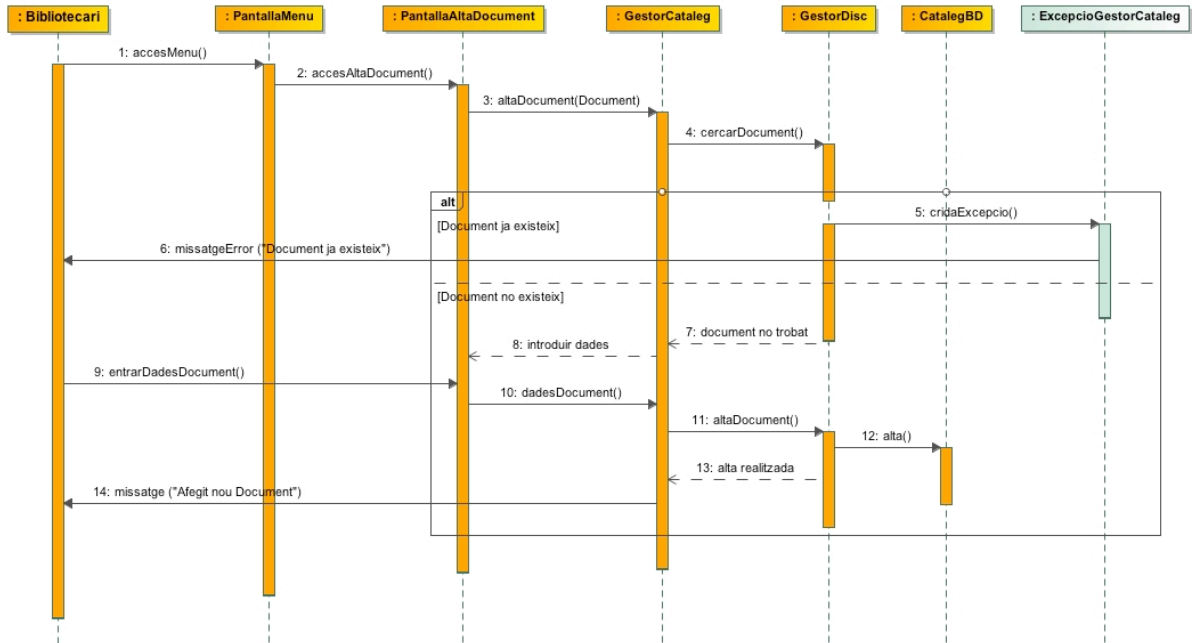 : Bibliotecari
: PantallaMenu
: PantallaAltaDocument
: GestorCataleg
: GestorDisc
: CatalegBD
: ExcepcioGestorCataleg
1: accesMenu()
2: accesAltaDocument()
3: altaDocument(Document)
4: cercarDocument()
alt
5: cridaExcepcio()
[Document ja existeix]
6: missatgeError ("Document ja existeix")
[Document no existeix]
7: document no trobat
8: introduir dades
9: entrarDadesDocument()
10: dadesDocument()
11: altaDocument()
12: alta()
13: alta realitzada
14: missatge ("Afegit nou Document")